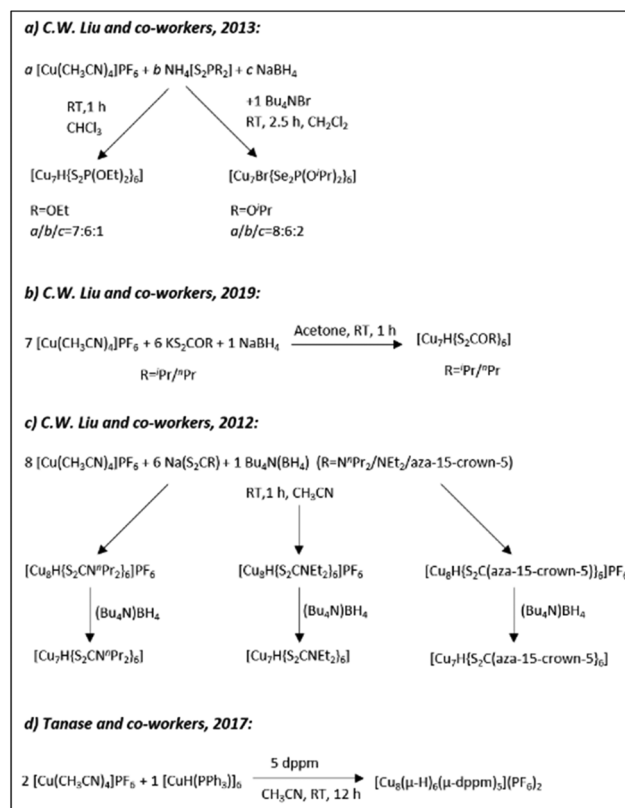 a) C.W. Liu and co-workers, 2013:
a [Cu(CH₃CN)₄]PF₆ + b NH₄[S₂PR₂] + c NaBH₄
RT,1 h
CHCl₃
+1 Bu₄NBr
RT, 2.5 h, CH₂Cl₂
[Cu₇H{S₂P(OEt)₂}₆]
[Cu₇Br{Se₂P(OⁱPr)₂}₆]
R=OEt
R=OⁱPr
a/b/c=7:6:1
a/b/c=8:6:2
b) C.W. Liu and co-workers, 2019:
7 [Cu(CH₃CN)₄]PF₆ + 6 KS₂COR + 1 NaBH₄
Acetone, RT, 1 h
[Cu₇H{S₂COR}₆]
R=ⁱPr/ⁿPr
R=ⁱPr/ⁿPr
c) C.W. Liu and co-workers, 2012:
8 [Cu(CH₃CN)₄]PF₆ + 6 Na(S₂CR) + 1 Bu₄N(BH₄) (R=NⁿPr₂/NEt₂/aza-15-crown-5)
RT,1 h, CH₃CN
[Cu₈H{S₂CNⁿPr₂}₆]PF₆
[Cu₈H{S₂CNEt₂}₆]PF₆
[Cu₈H{S₂C(aza-15-crown-5)}₆]PF₆
(Bu₄N)BH₄
(Bu₄N)BH₄
(Bu₄N)BH₄
[Cu₇H{S₂CNⁿPr₂}₆]
[Cu₇H{S₂CNEt₂}₆]
[Cu₇H{S₂C(aza-15-crown-5}₆]
d) Tanase and co-workers, 2017:
2 [Cu(CH₃CN)₄]PF₆ + 1 [CuH(PPh₃)]₆
5 dppm
CH₃CN, RT, 12 h
[Cu₈(μ-H)₆(μ-dppm)₅](PF₆)₂